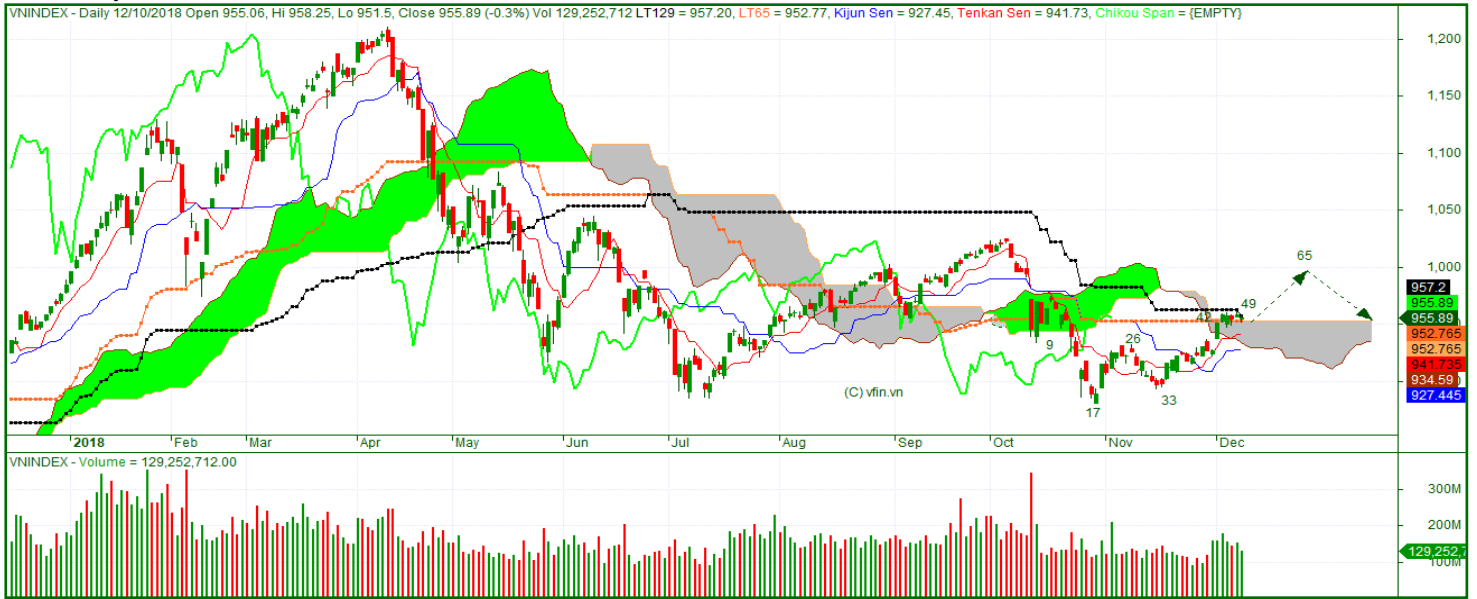 VNINDEX - Daily 12/10/2018 Open 955.06, Hi 958.25, Lo 951.5, Close 955.89 (-0.3%) Vol 129,252,712 LT129 = 957.20, LT65 = 952.77, Kijun Sen = 927.45, Tenkan Sen = 941.73, Chikou Span = {EMPTY}
1,200
1,150
1,100
1,050
1,000
65
957.2
49
955.89
955.89
952.765
9
26
952.765
941.735
934.59
(C) vfin.vn
33
927.445
17
2018 Feb Mar Apr May Jun Jul Aug Sep Oct Nov Dec
VNINDEX - Volume = 129,252,712.00
300M
200M
129,252,7
100M